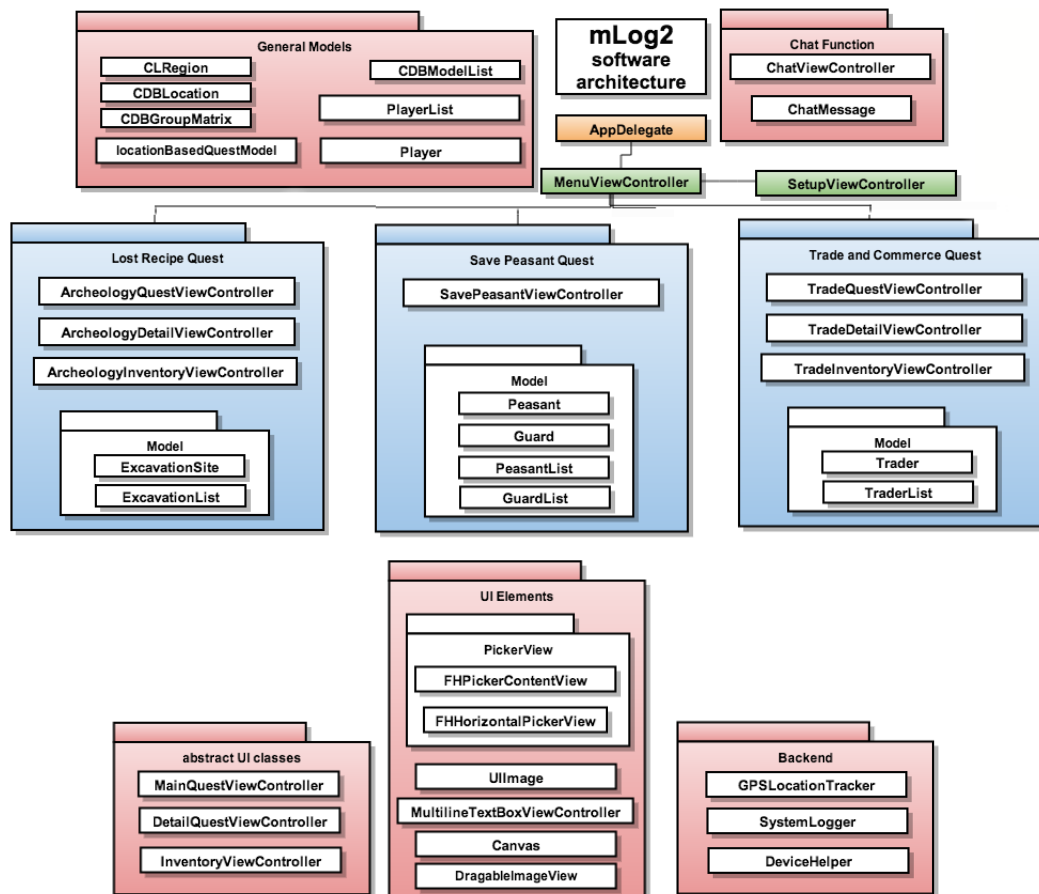 General Models
CLRegion
CDBLocation
CDBGroupMatrix
locationBasedQuestModel
CDBModelList
PlayerList
Player
mLog2
software
architecture
Chat Function
ChatViewController
ChatMessage
AppDelegate
MenuViewController
SetupViewController
Lost Recipe Quest
ArcheologyQuestViewController
ArcheologyDetailViewController
ArcheologyInventoryViewController
Model
ExcavationSite
ExcavationList
Save Peasant Quest
SavePeasantViewController
Model
Peasant
Guard
PeasantList
GuardList
Trade and Commerce Quest
TradeQuestViewController
TradeDetailViewController
TradeInventoryViewController
Model
Trader
TraderList
abstract UI classes
MainQuestViewController
DetailQuestViewController
InventoryViewController
UI Elements
PickerView
FHPickerContentView
FHHorizontalPickerView
UIImage
MultilineTextBoxViewController
Canvas
DragableImageView
Backend
GPSLocationTracker
SystemLogger
DeviceHelper